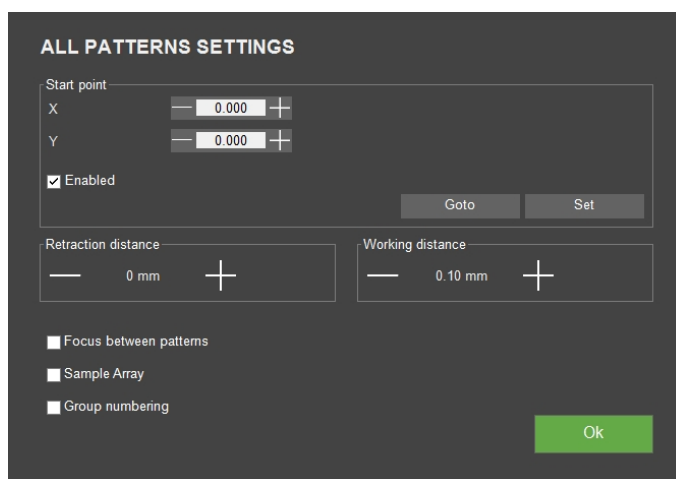 ALL PATTERNS SETTINGS
Start point
X 0.000
Y 0.000
Enabled
Goto Set
Retraction distance Working distance
0 mm 0.10 mm
Focus between patterns
Sample Array
Group numbering
Ok